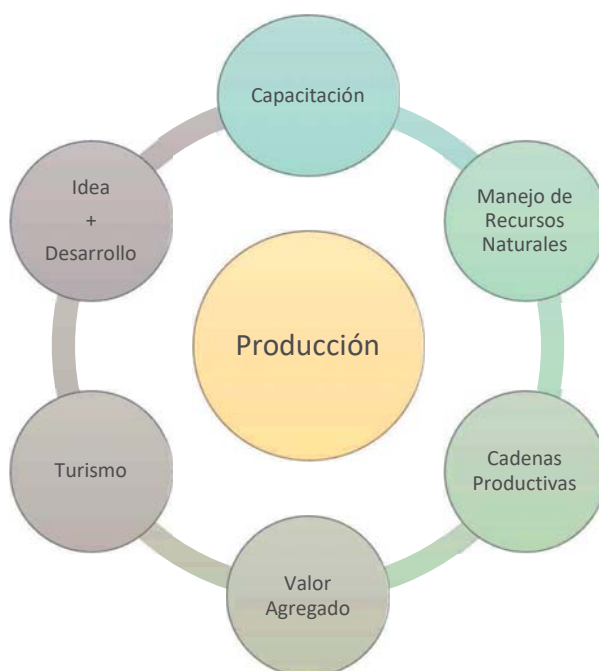 Capacitación
Manejo de
Recursos
Naturales
Cadenas
Productivas
Valor
Agregado
Turismo
Idea
+
Desarrollo
Producción